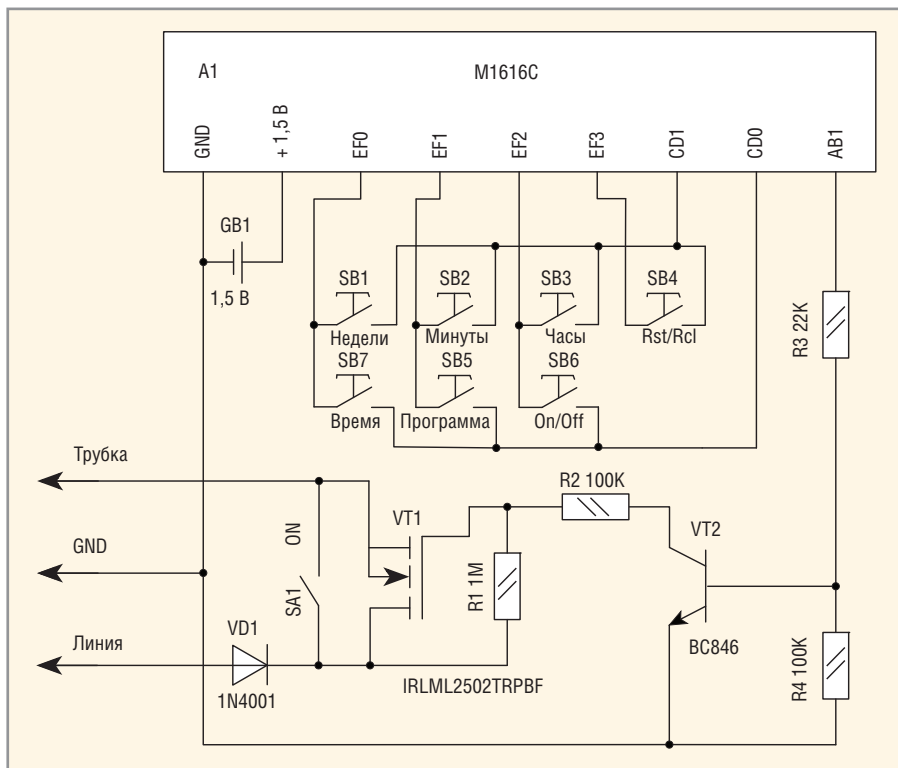 A1
M1616C
GND
+ 1,5 В
EF0
EF1
EF2
EF3
CD1
CD0
AB1
GB1
1,5 В
SB1
SB2
SB3
SB4
Недели
Минуты
Часы
Rst/Rcl
SB7
SB5
SB6
Время
Программа
On/Off
R3 22K
Трубка
ON
VT1
R2 100K
VT2
GND
SA1
R1 1M
Линия
VD1
BC846
1N4001
IRLML2502TRPBF
R4 100K